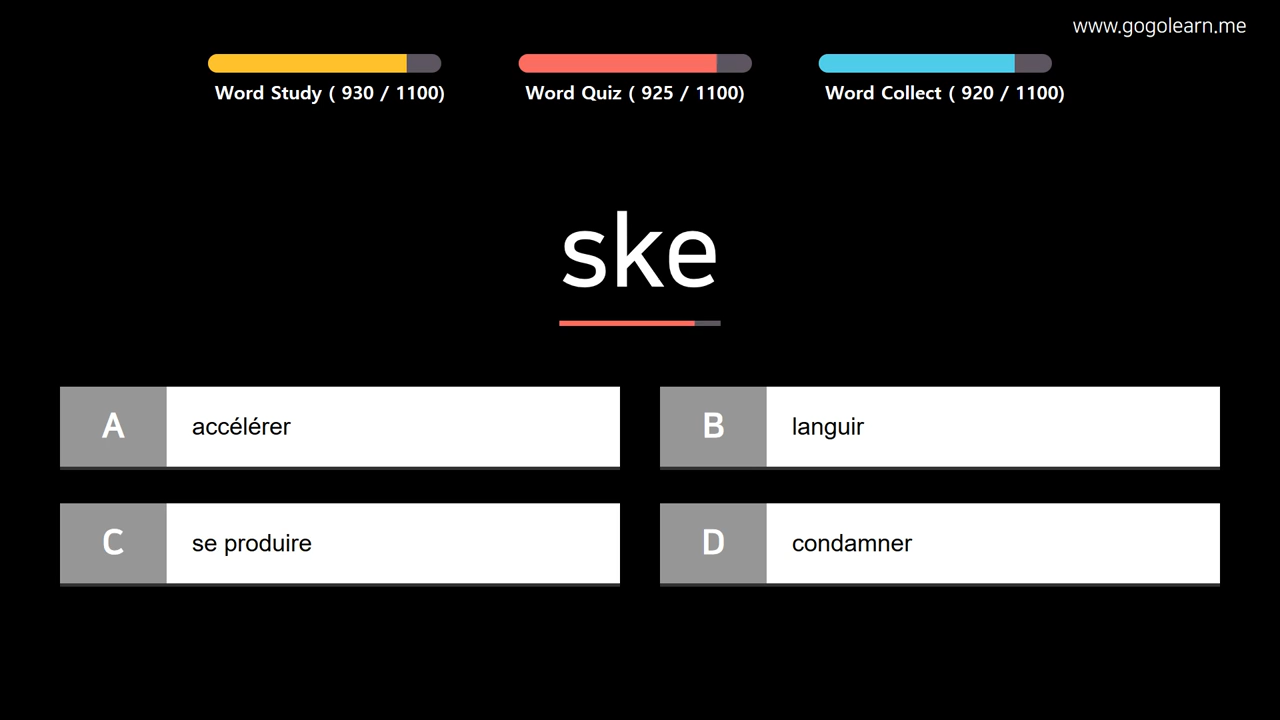 www.gogolearn.me
Word Study ( 930 / 1100)
Word Quiz ( 925 / 1100)
Word Collect ( 920 / 1100)
ske
A
accélérer
B
languir
C
se produire
D
condamner